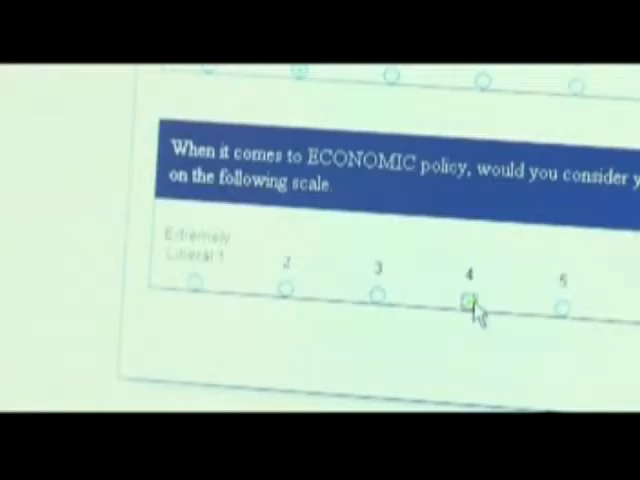 When it comes to ECONOMIC policy, would you consider y
on the following scale.
Extremely
Liberal 1
2
3
4
5